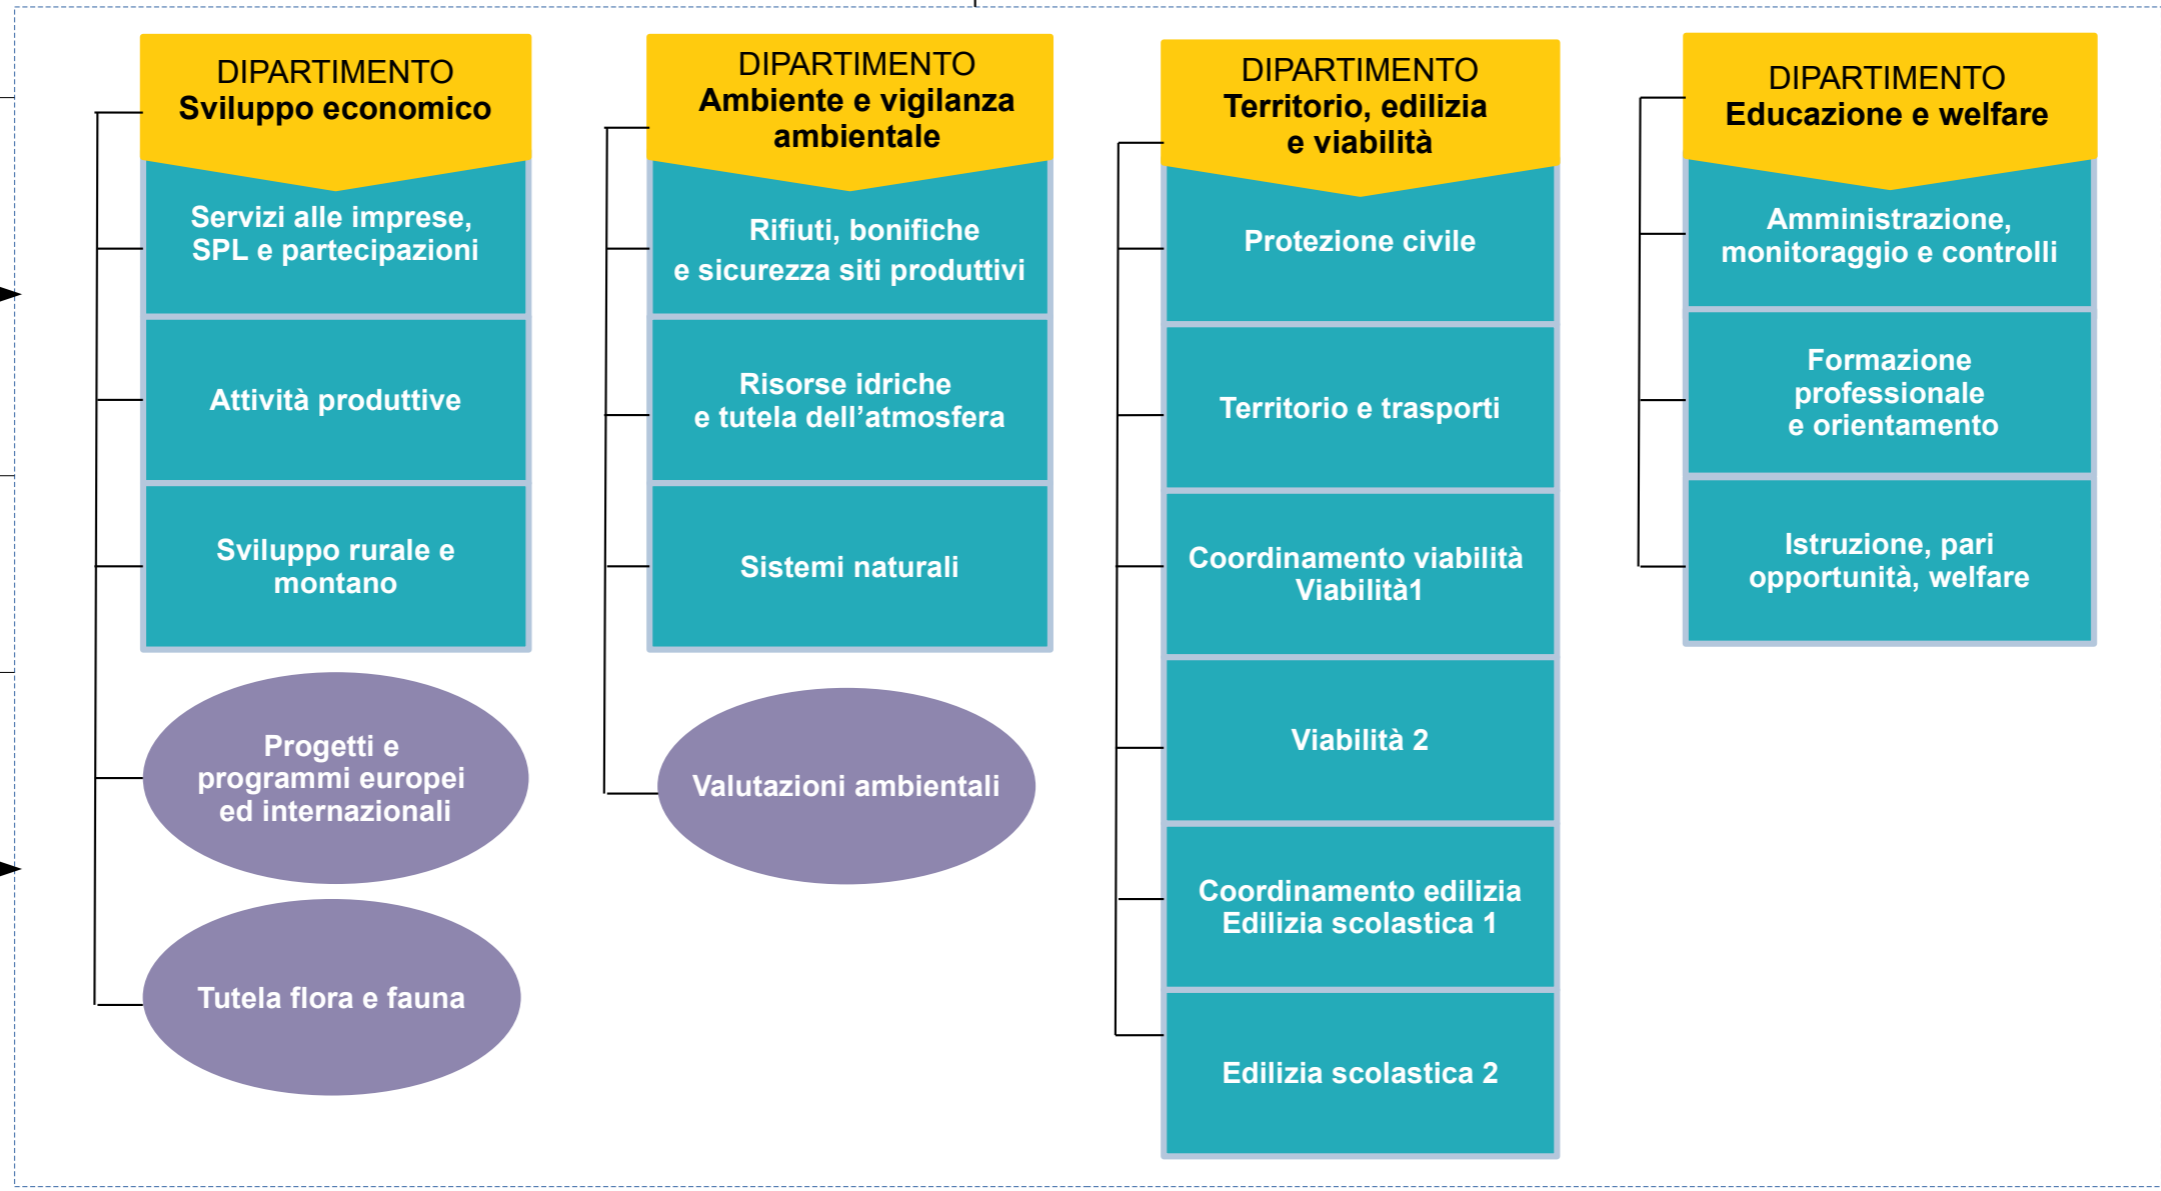 DIPARTIMENTO
Sviluppo economico
Servizi alle imprese,
SPL e partecipazioni
Attività produttive
Sviluppo rurale e
montano
Progetti e
programmi europei
ed internazionali
Tutela flora e fauna
DIPARTIMENTO
Ambiente e vigilanza
ambientale
Rifiuti, bonifiche
e sicurezza siti produttivi
Risorse idriche
e tutela dell’atmosfera
Sistemi naturali
Valutazioni ambientali
DIPARTIMENTO
Territorio, edilizia
e viabilità
Protezione civile
Territorio e trasporti
Coordinamento viabilità
Viabilità1
Viabilità 2
Coordinamento edilizia
Edilizia scolastica 1
Edilizia scolastica 2
DIPARTIMENTO
Educazione e welfare
Amministrazione,
monitoraggio e controlli
Formazione
professionale
e orientamento
Istruzione, pari
opportunità, welfare